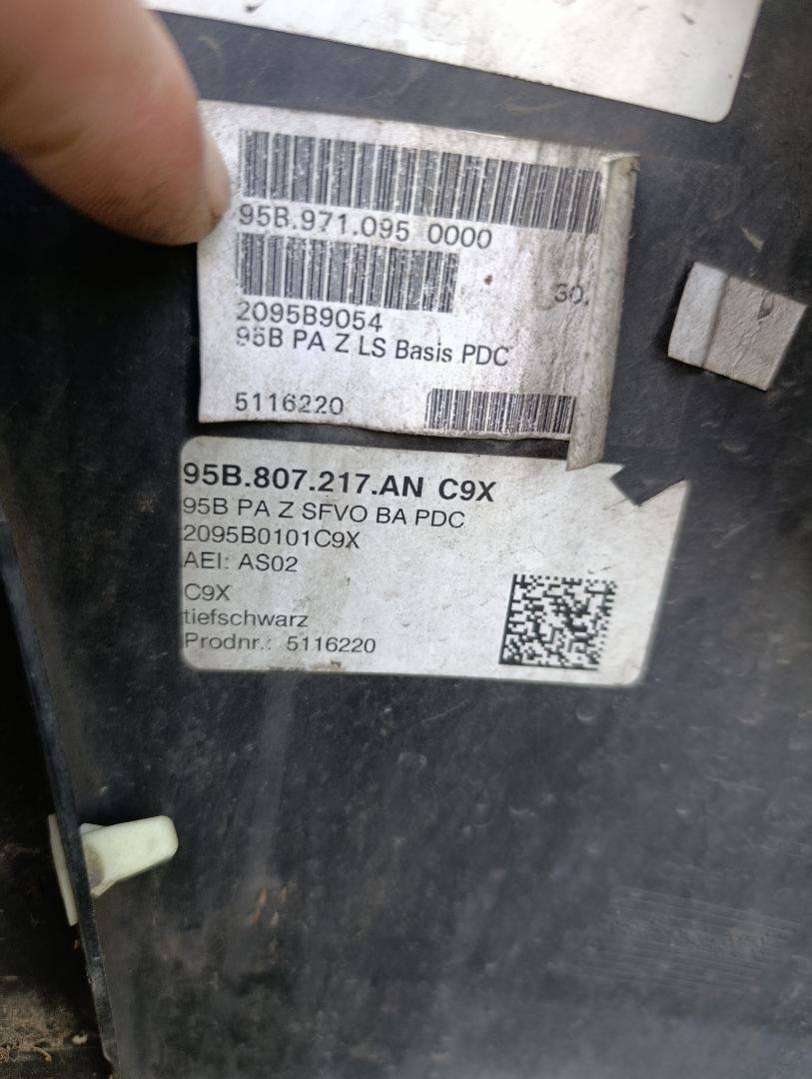 95B.971.095 0000
30.
2095B9054
95B PA Z LS Basis PDC
5116220
95B.807.217.AN C9X
95B PA Z SFVO BA PDC
2095B0101C9X
AEI: AS02
C9X
tiefschwarz
Prodnr.: 5116220